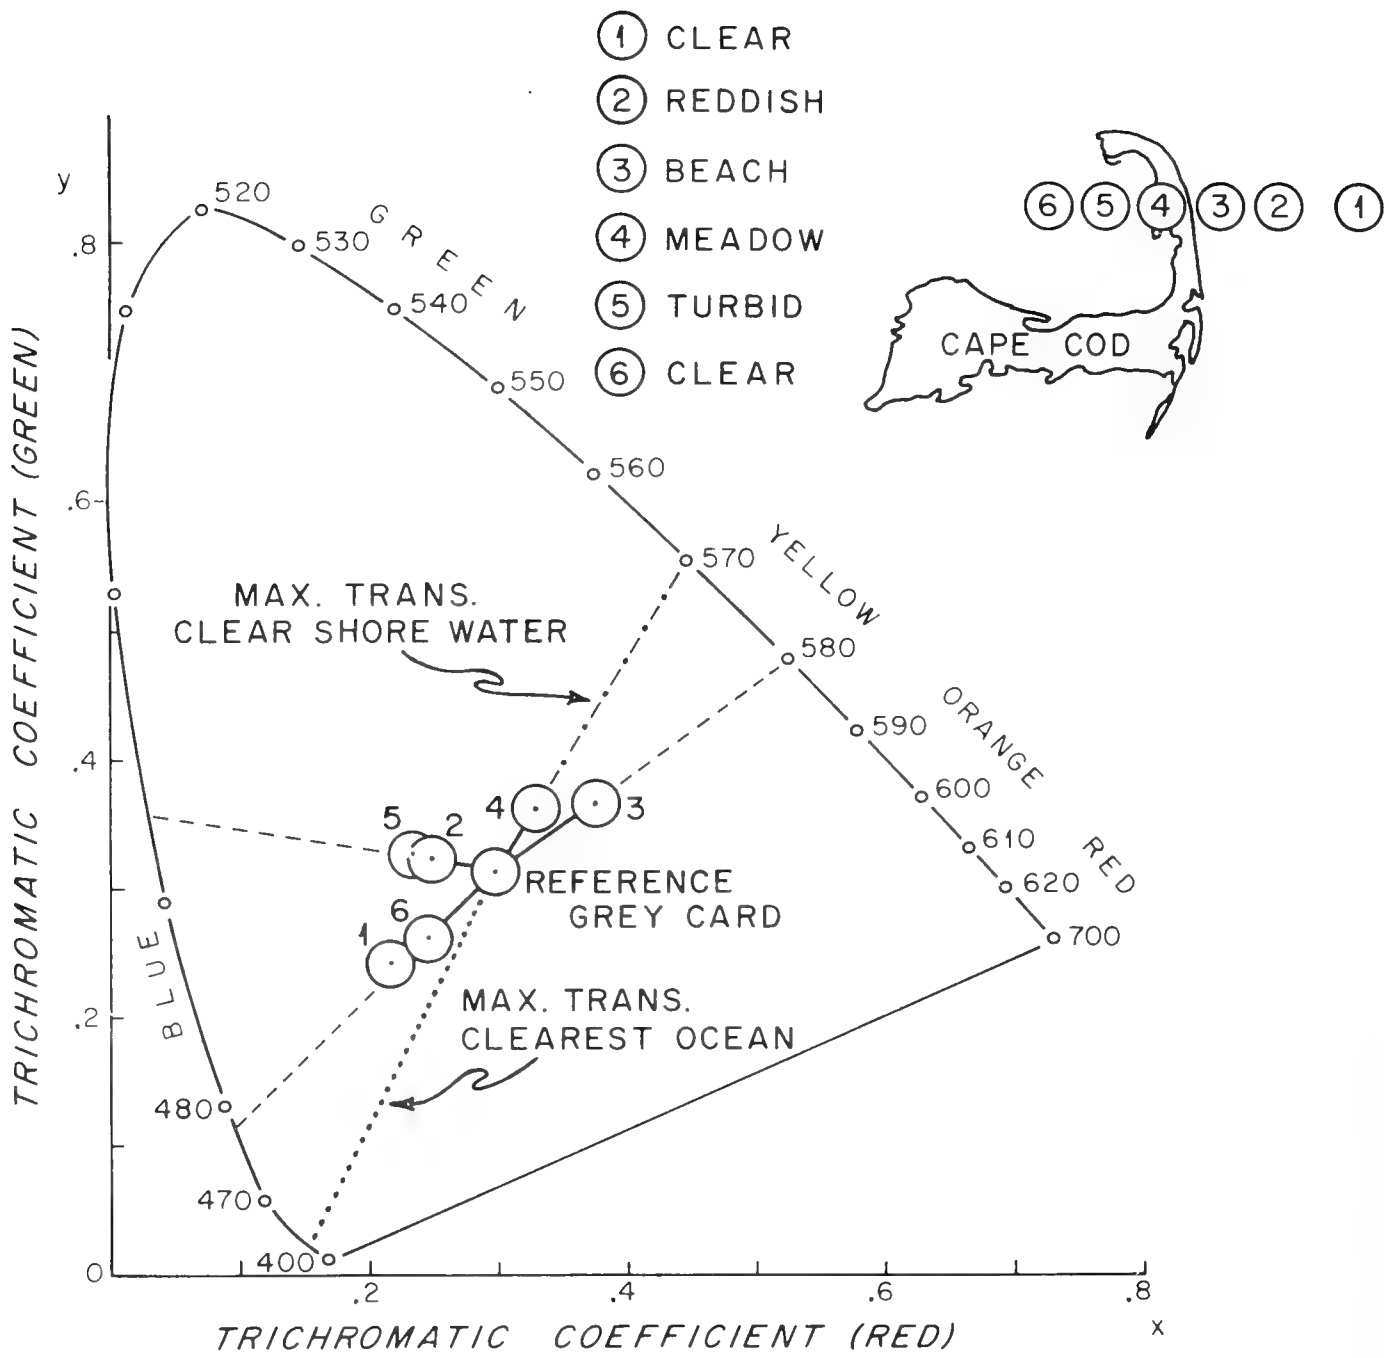 ① CLEAR
② REDDISH
③ BEACH
④ MEADOW
⑤ TURBID
⑥ CLEAR
⑥ ⑤ ④ ③ ② ①
CAPE COD
y
.8
.6
.4
.2
0
TRICHROMATIC COEFFICIENT (GREEN)
520
530
540
550
560
570
580
590
600
610
620
700
480
470
400
GREEN
YELLOW
ORANGE
RED
BLUE
MAX. TRANS.
CLEAR SHORE WATER
5
2
4
3
6
1
REFERENCE
GREY CARD
MAX. TRANS.
CLEAREST OCEAN
.2
.4
.6
.8
x
TRICHROMATIC COEFFICIENT (RED)